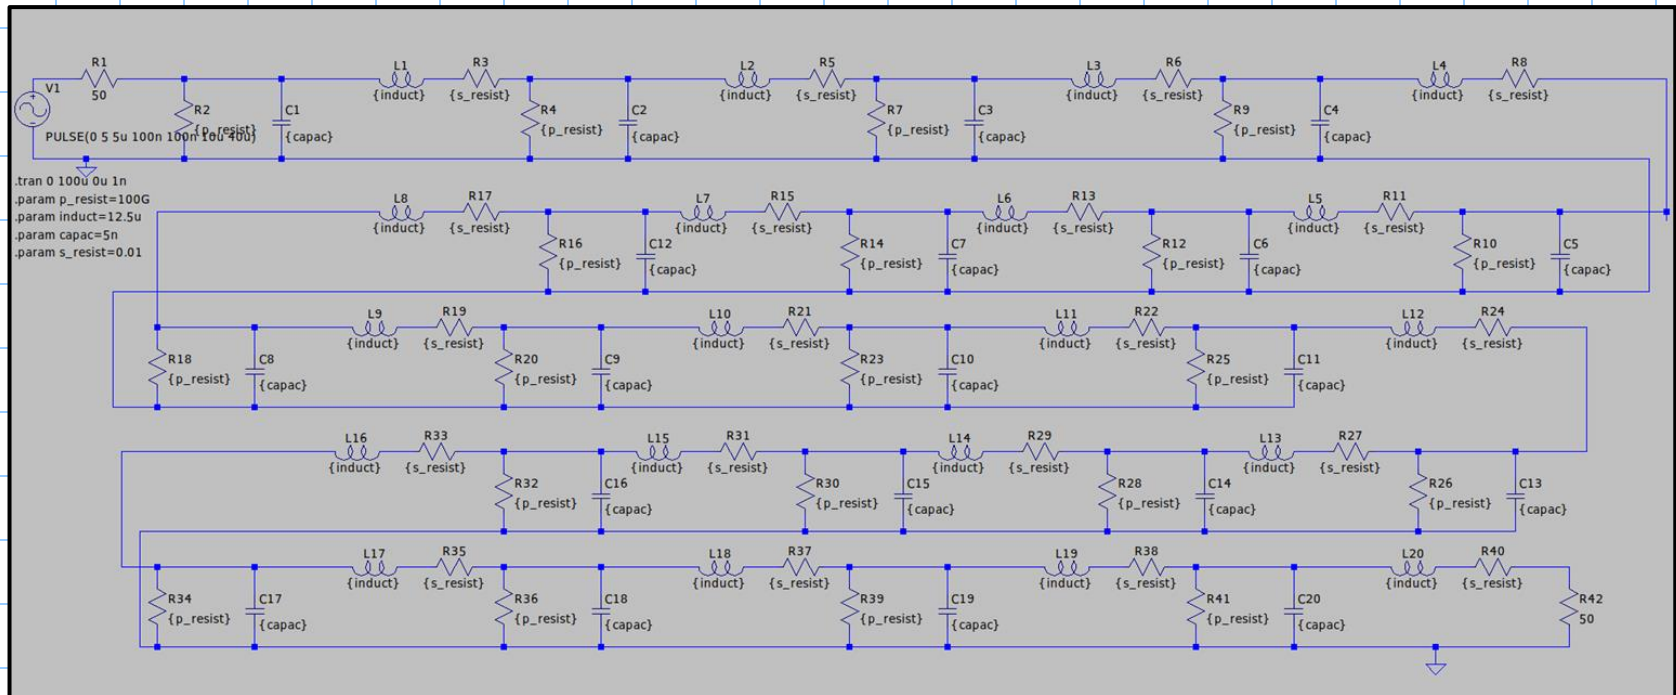 R1
50
V1
PULSE(0 5 5u 100n 100n 10u 40u)
R2
{p_resist}
C1
{capac}
L1
{induct}
R3
{s_resist}
R4
{p_resist}
C2
{capac}
L2
{induct}
R5
{s_resist}
R7
{p_resist}
C3
{capac}
L3
{induct}
R6
{s_resist}
R9
{p_resist}
C4
{capac}
L4
{induct}
R8
{s_resist}
.tran 0 100u 0u 1n
.param p_resist=100G
.param induct=12.5u
.param capac=5n
.param s_resist=0.01
L8
{induct}
R17
{s_resist}
R16
{p_resist}
C12
{capac}
L7
{induct}
R15
{s_resist}
R14
{p_resist}
C7
{capac}
L6
{induct}
R13
{s_resist}
R12
{p_resist}
C6
{capac}
L5
{induct}
R11
{s_resist}
R10
{p_resist}
C5
{capac}
R18
{p_resist}
C8
{capac}
L9
{induct}
R19
{s_resist}
R20
{p_resist}
C9
{capac}
L10
{induct}
R21
{s_resist}
R23
{p_resist}
C10
{capac}
L11
{induct}
R22
{s_resist}
R25
{p_resist}
C11
{capac}
L12
{induct}
R24
{s_resist}
L16
{induct}
R33
{s_resist}
R32
{p_resist}
C16
{capac}
L15
{induct}
R31
{s_resist}
R30
{p_resist}
C15
{capac}
L14
{induct}
R29
{s_resist}
R28
{p_resist}
C14
{capac}
L13
{induct}
R27
{s_resist}
R26
{p_resist}
C13
{capac}
R34
{p_resist}
C17
{capac}
L17
{induct}
R35
{s_resist}
R36
{p_resist}
C18
{capac}
L18
{induct}
R37
{s_resist}
R39
{p_resist}
C19
{capac}
L19
{induct}
R38
{s_resist}
R41
{p_resist}
C20
{capac}
L20
{induct}
R40
{s_resist}
R42
50